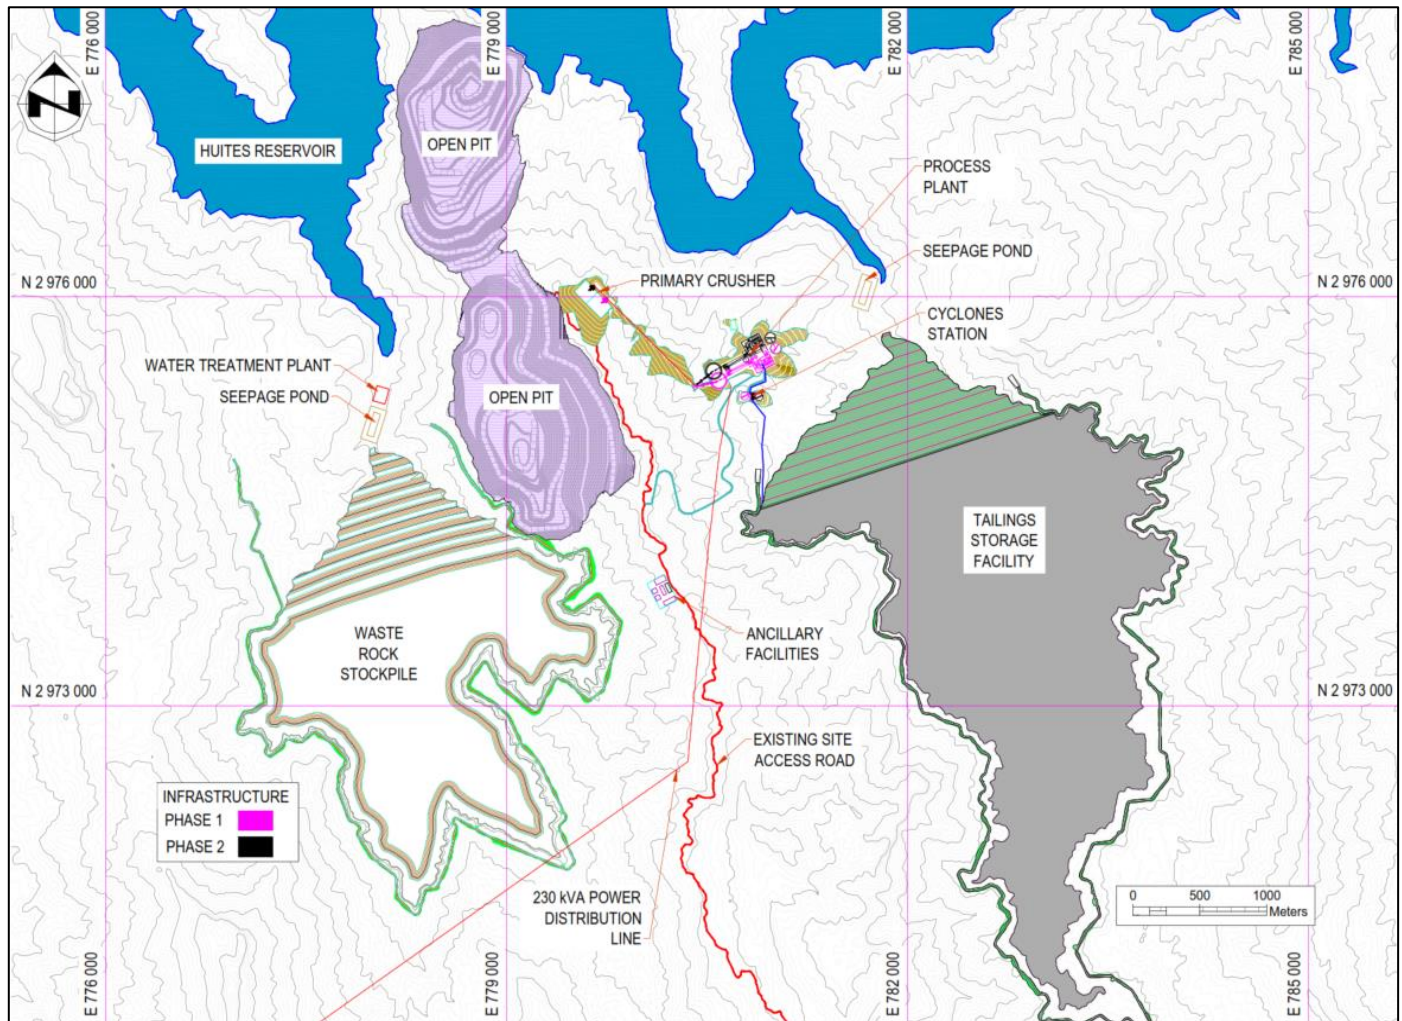 E 776 000
E 779 000
E 782 000
E 785 000
N
HUITES RESERVOIR
OPEN PIT
PROCESS
PLANT
SEEPAGE POND
N 2 976 000
PRIMARY CRUSHER
N 2 976 000
CYCLONES
STATION
WATER TREATMENT PLANT
SEEPAGE POND
OPEN PIT
TAILINGS
STORAGE
FACILITY
WASTE
ROCK
STOCKPILE
ANCILLARY
FACILITIES
N 2 973 000
N 2 973 000
EXISTING SITE
ACCESS ROAD
INFRASTRUCTURE
PHASE 1
PHASE 2
230 kVA POWER
DISTRIBUTION
LINE
0 500 1000
Meters
E 776 000
E 779 000
E 782 000
E 785 000